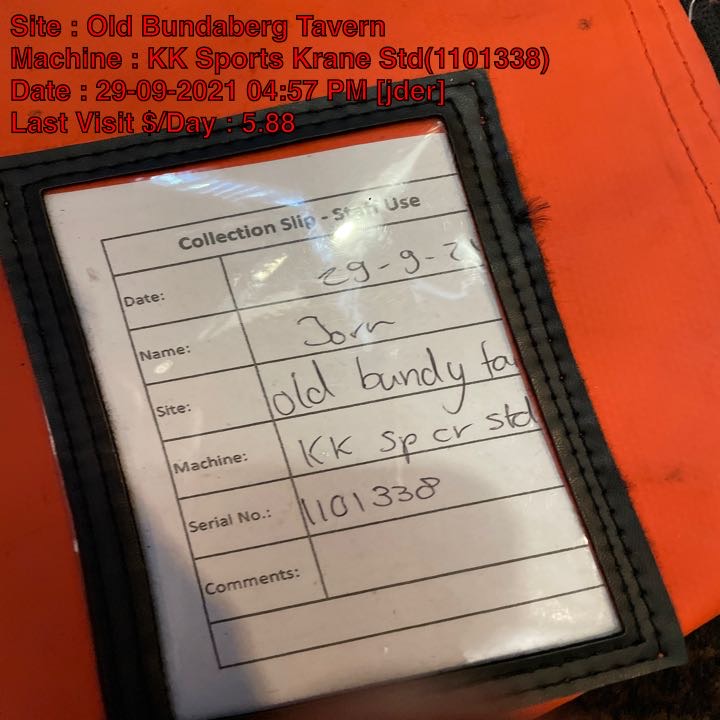 Site : Old Bundaberg Tavern
Machine : KK Sports Krane Std(1101338)
Date : 29-09-2021 04:57 PM [jder]
Last Visit $/Day : 5.88
Collection Slip - Staff Use
Date: 29-9-21
Name: Jorn
Site: old bundy ta
Machine: KK Sp cr std
Serial No.: 1101338
Comments: